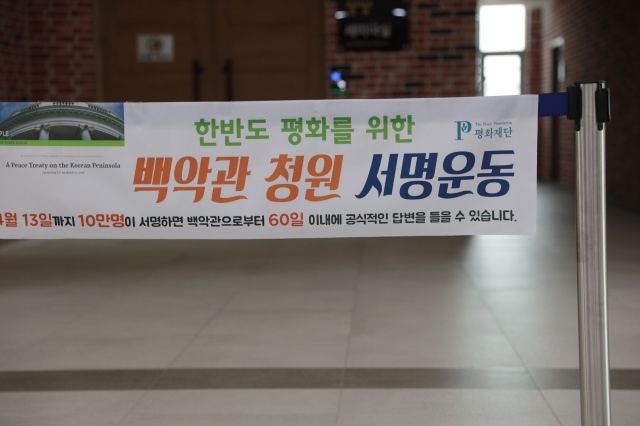 한반도 평화를 위한
The Peace Foundation
평화재단
PLE
A Peace Treaty on the Korean Peninsula
백악관 청원 서명운동
4월 13일까지 10만명이 서명하면 백악관으로부터 60일 이내에 공식적인 답변을 들을 수 있습니다.